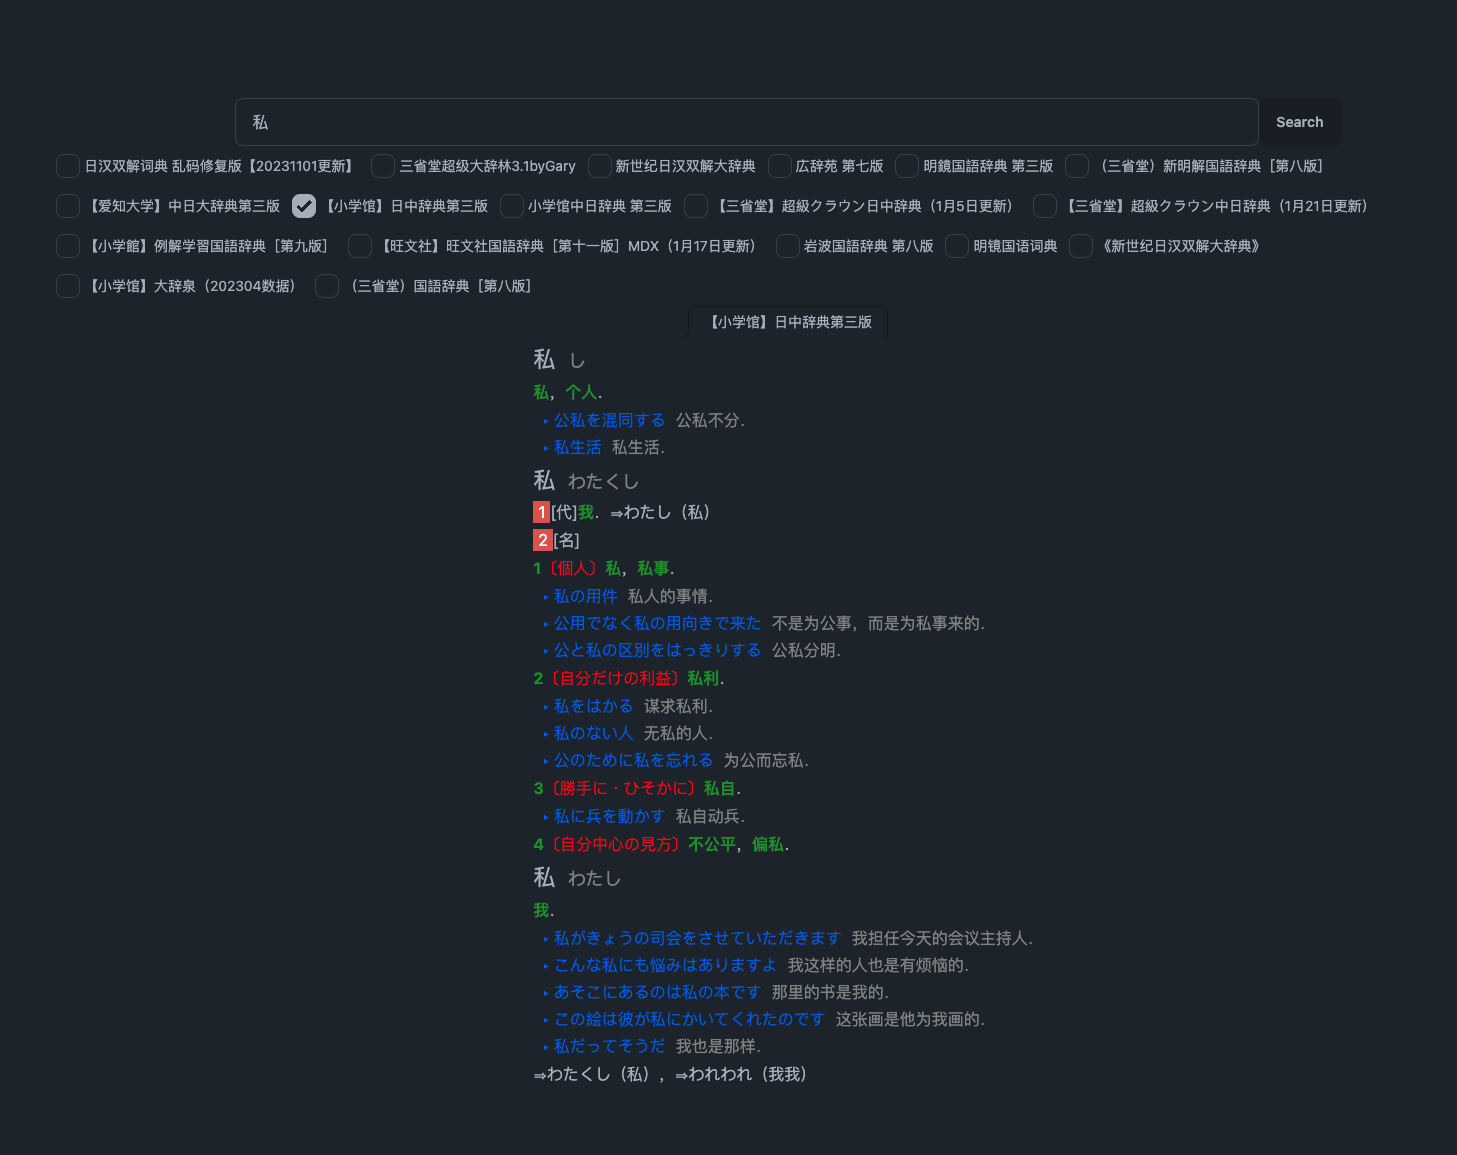 私
Search
日汉双解词典 乱码修复版【20231101更新】 三省堂超级大辞林3.1byGary 新世纪日汉双解大辞典 広辞苑 第七版 明鏡国語辞典 第三版 （三省堂）新明解国語辞典［第八版］
【爱知大学】中日大辞典第三版 【小学馆】日中辞典第三版 小学馆中日辞典 第三版 【三省堂】超級クラウン日中辞典（1月5日更新） 【三省堂】超級クラウン中日辞典（1月21日更新）
【小学館】例解学習国語辞典［第九版］ 【旺文社】旺文社国語辞典［第十一版］MDX（1月17日更新） 岩波国語辞典 第八版 明镜国语词典 《新世纪日汉双解大辞典》
【小学馆】大辞泉（202304数据） （三省堂）国語辞典［第八版］
【小学馆】日中辞典第三版
私 し
私，个人.
▸ 公私を混同する 公私不分.
▸ 私生活 私生活.
私 わたくし
1[代]我. ⇒わたし（私）
2[名]
1〔個人〕私，私事.
▸ 私の用件 私人的事情.
▸ 公用でなく私の用向きで来た 不是为公事，而是为私事来的.
▸ 公と私の区別をはっきりする 公私分明.
2〔自分だけの利益〕私利.
▸ 私をはかる 谋求私利.
▸ 私のない人 无私的人.
▸ 公のために私を忘れる 为公而忘私.
3〔勝手に・ひそかに〕私自.
▸ 私に兵を動かす 私自动兵.
4〔自分中心の見方〕不公平，偏私.
私 わたし
我.
▸ 私がきょうの司会をさせていただきます 我担任今天的会议主持人.
▸ こんな私にも悩みはありますよ 我这样的人也是有烦恼的.
▸ あそこにあるのは私の本です 那里的书是我的.
▸ この絵は彼が私にかいてくれたのです 这张画是他为我画的.
▸ 私だってそうだ 我也是那样.
⇒わたくし（私）, ⇒われわれ（我我）